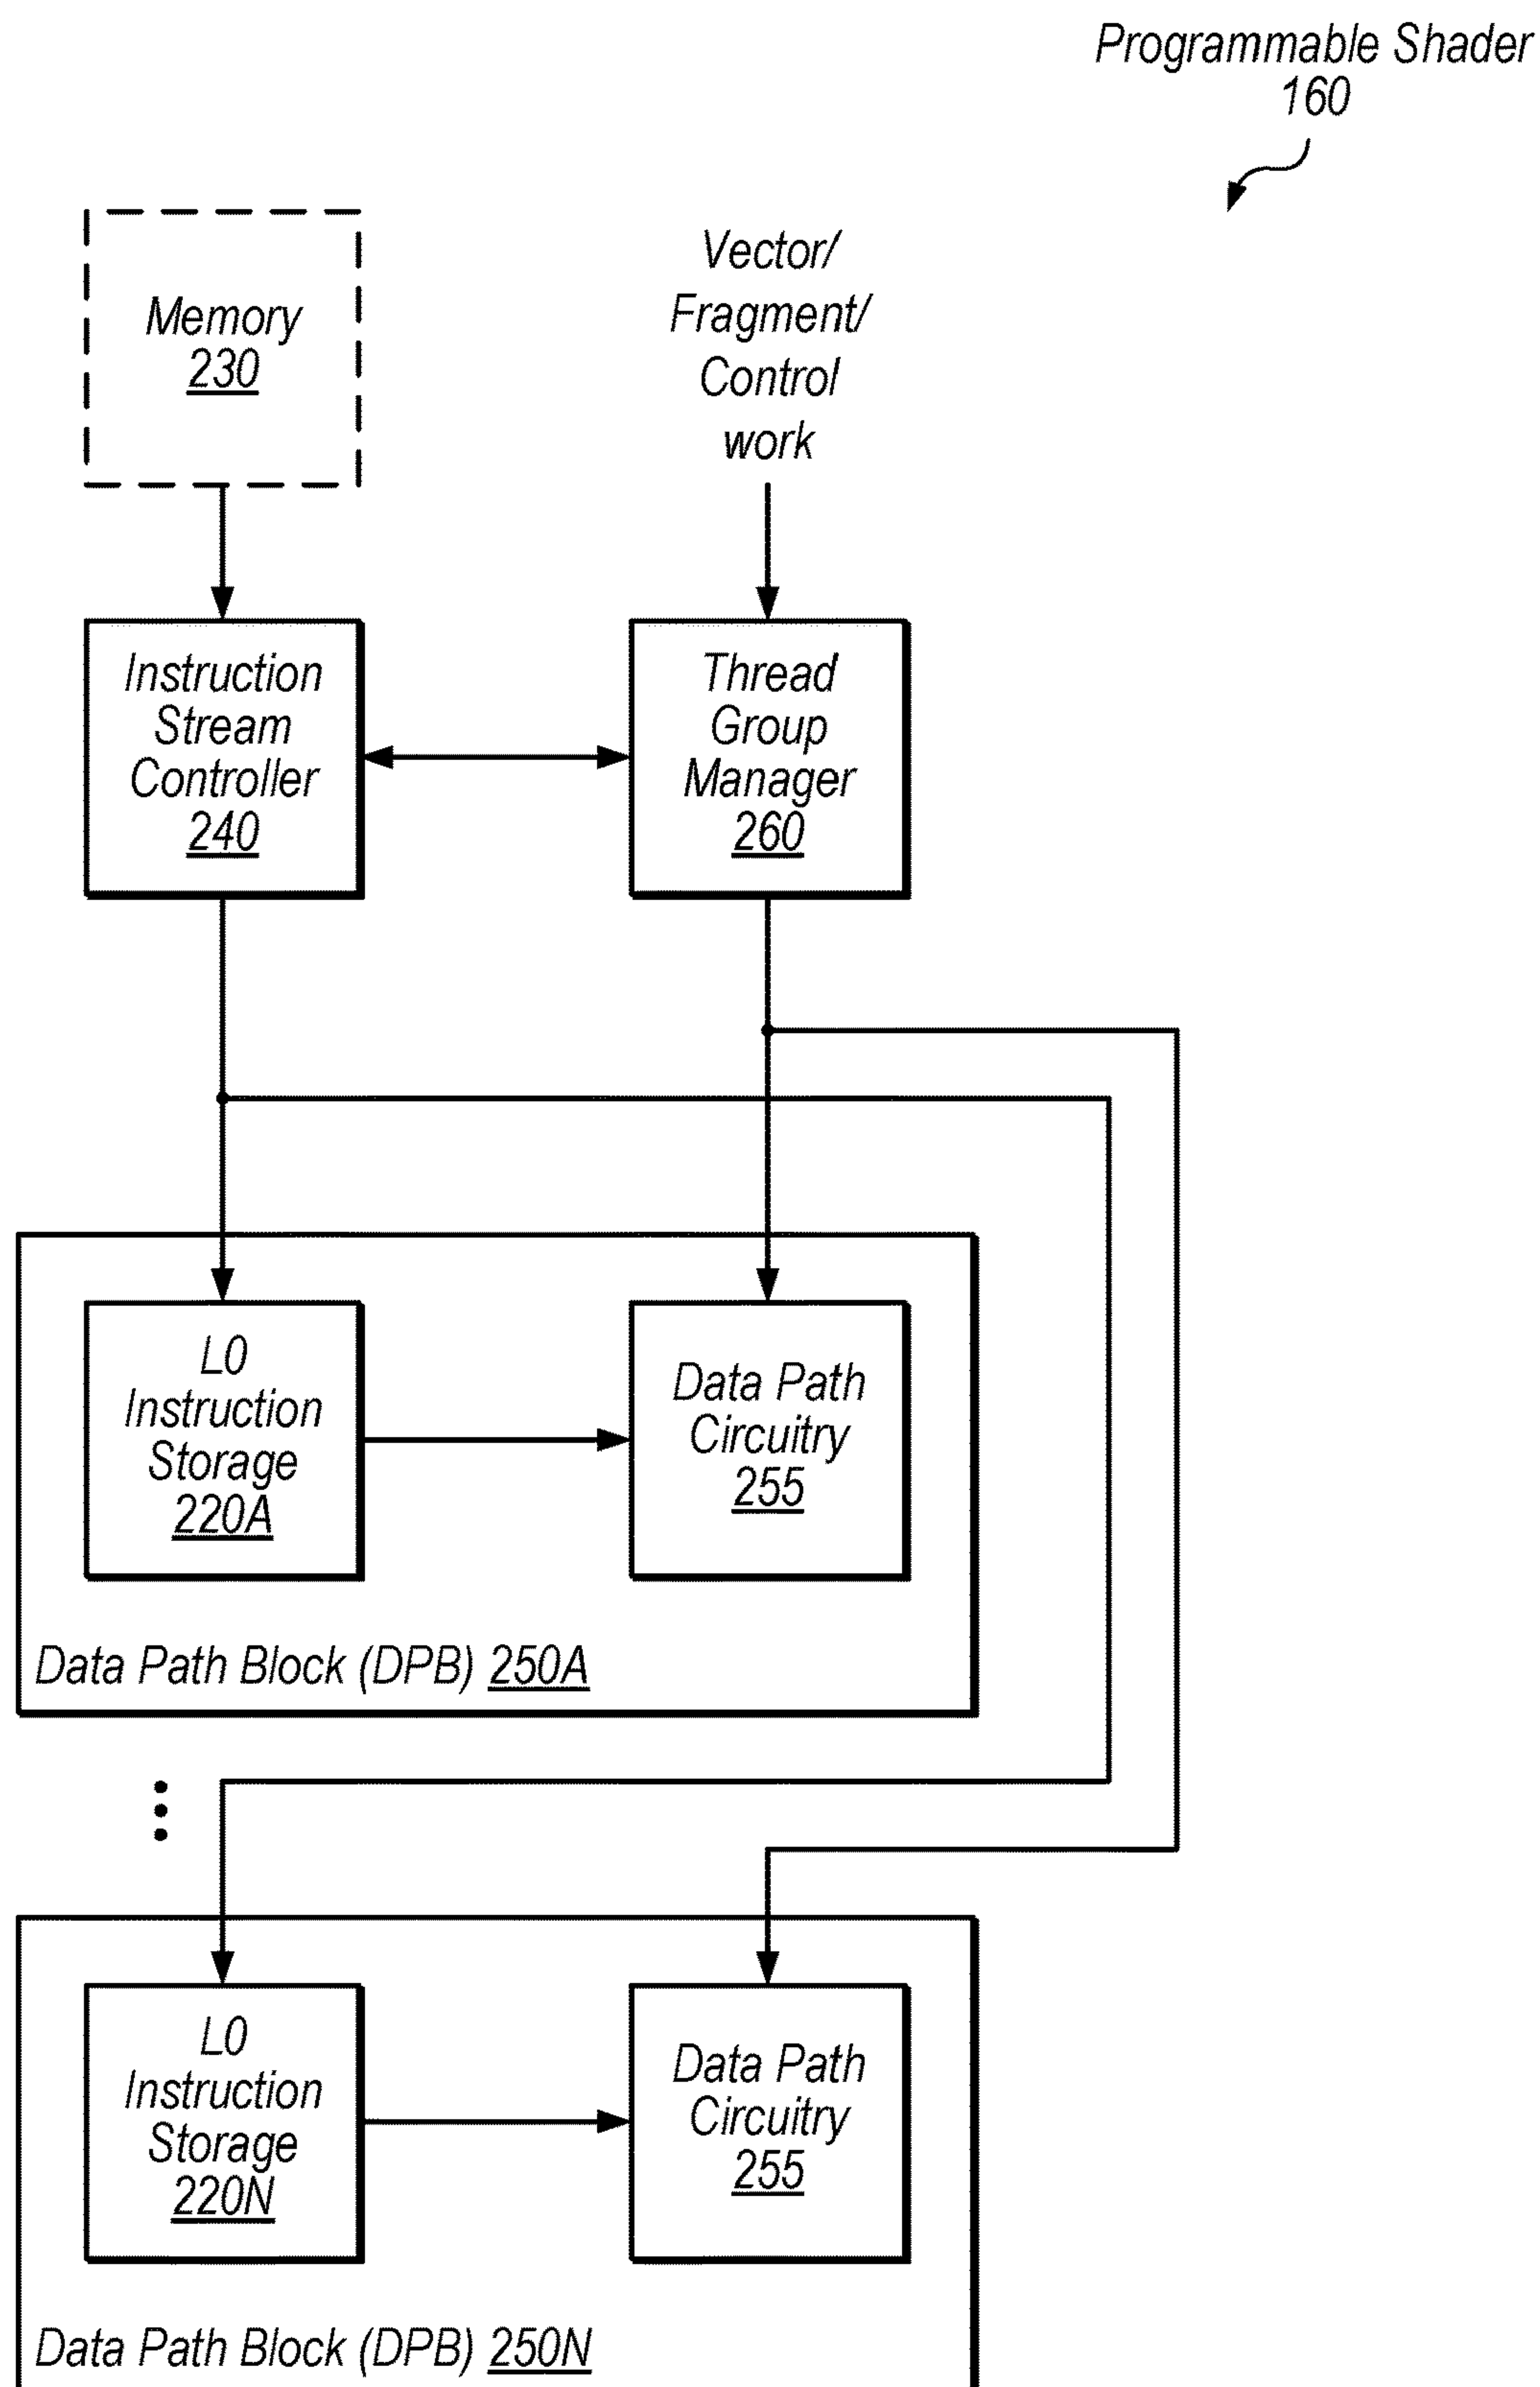 Programmable Shader
160
Memory
230
Vector/
Fragment/
Control
work
Instruction
Stream
Controller
240
Thread
Group
Manager
260
L0
Instruction
Storage
220A
Data Path
Circuitry
255
Data Path Block (DPB) 250A
L0
Instruction
Storage
220N
Data Path
Circuitry
255
Data Path Block (DPB) 250N